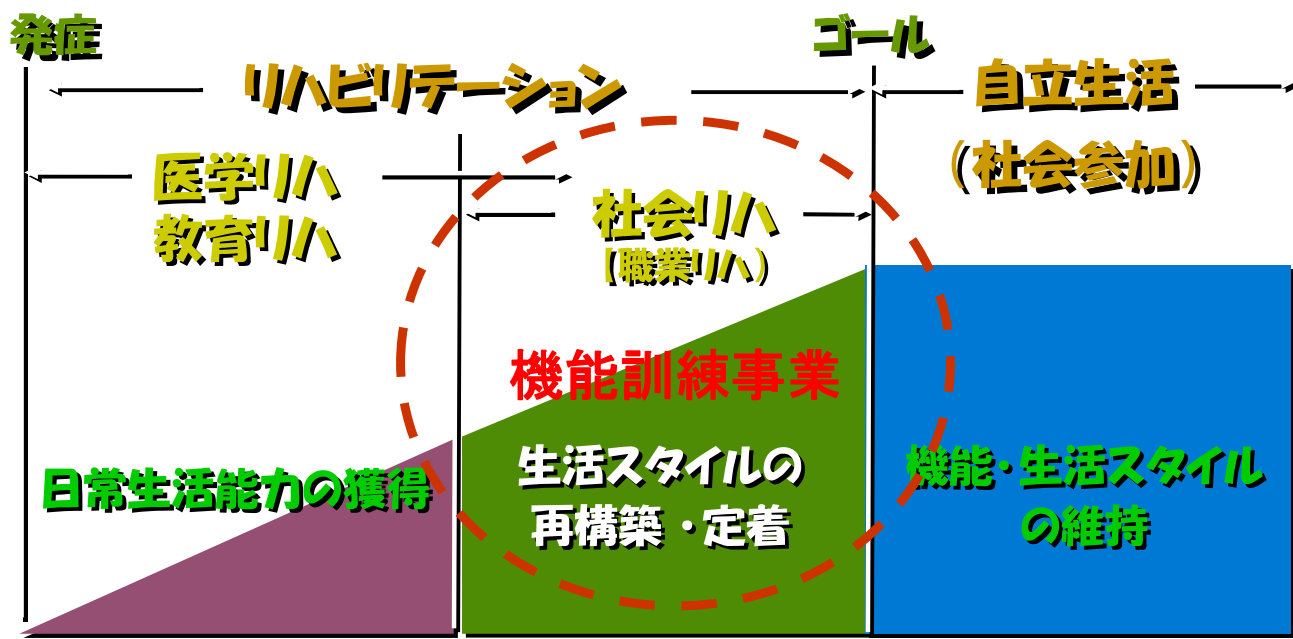 発症
ゴール
リハビリテーション
自立生活
（社会参加）
医学リハ
教育リハ
社会リハ
（職業リハ）
機能訓練事業
日常生活能力の獲得
生活スタイルの
再構築・定着
機能・生活スタイル
の維持